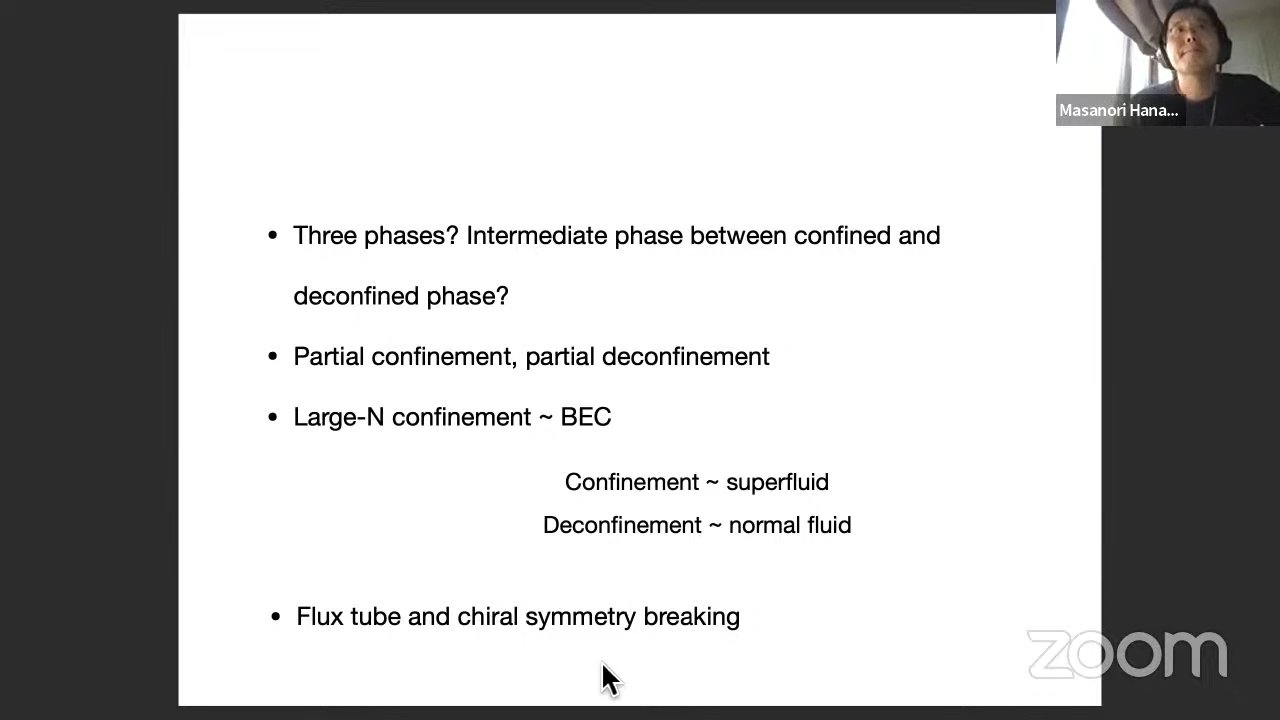 Masanori Hana...
• Three phases? Intermediate phase between confined and
deconfined phase?
• Partial confinement, partial deconfinement
• Large-N confinement ~ BEC
Confinement ~ superfluid
Deconfinement ~ normal fluid
• Flux tube and chiral symmetry breaking
zoom